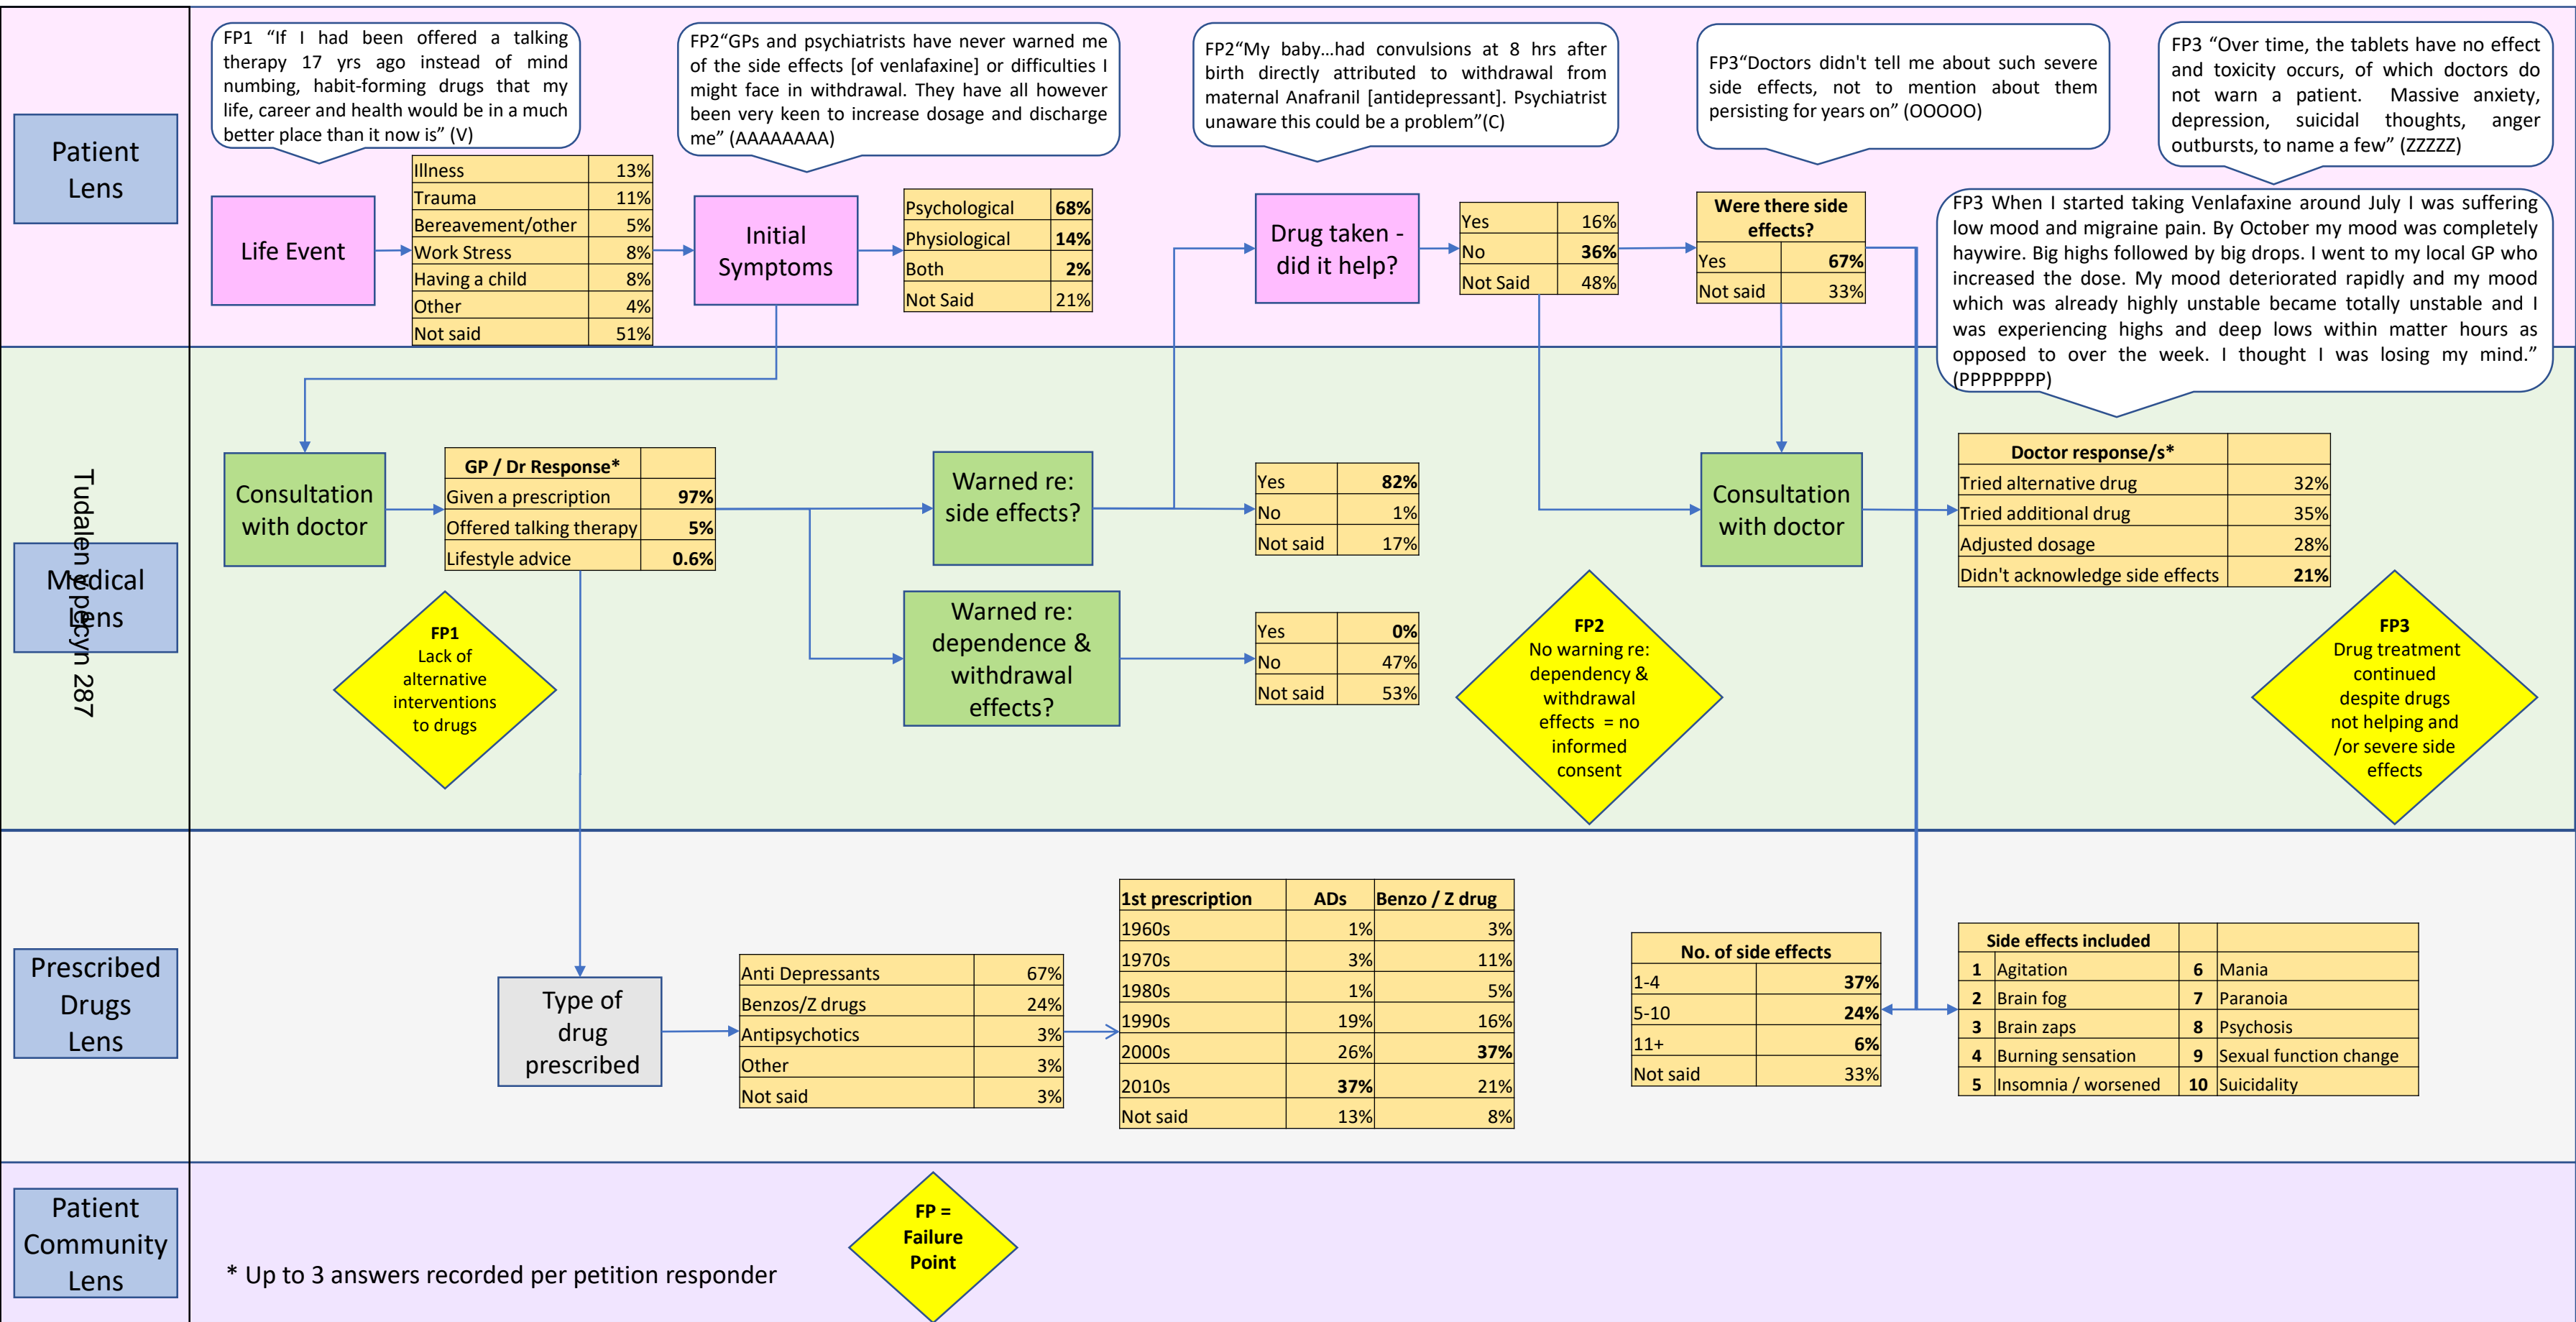 Patient
Lens
FP1 “If I had been offered a talking
therapy 17 yrs ago instead of mind
numbing, habit-forming drugs that my
life, career and health would be in a much
better place than it now is” (V)
FP2“GPs and psychiatrists have never warned me
of the side effects [of venlafaxine] or difficulties I
might face in withdrawal. They have all however
been very keen to increase dosage and discharge
me” (AAAAAAAA)
FP2“My baby...had convulsions at 8 hrs after
birth directly attributed to withdrawal from
maternal Anafranil [antidepressant]. Psychiatrist
unaware this could be a problem”(C)
FP3“Doctors didn't tell me about such severe
side effects, not to mention about them
persisting for years on” (OOOOO)
FP3 “Over time, the tablets have no effect
and toxicity occurs, of which doctors do
not warn a patient. Massive anxiety,
depression, suicidal thoughts, anger
outbursts, to name a few” (ZZZZZ)
Life Event
Illness 13%
Trauma 11%
Bereavement/other 5%
Work Stress 8%
Having a child 8%
Other 4%
Not said 51%
Initial
Symptoms
Psychological 68%
Physiological 14%
Both 2%
Not Said 21%
Drug taken -
did it help?
Yes 16%
No 36%
Not Said 48%
Were there side
effects?
Yes 67%
Not said 33%
FP3 When I started taking Venlafaxine around July I was suffering
low mood and migraine pain. By October my mood was completely
haywire. Big highs followed by big drops. I went to my local GP who
increased the dose. My mood deteriorated rapidly and my mood
which was already highly unstable became totally unstable and I
was experiencing highs and deep lows within matter hours as
opposed to over the week. I thought I was losing my mind.”
(PPPPPPPP)
Tudalen y pecyn 287
Medical
Lens
Consultation
with doctor
GP / Dr Response*
Given a prescription 97%
Offered talking therapy 5%
Lifestyle advice 0.6%
Warned re:
side effects?
Yes 82%
No 1%
Not said 17%
Consultation
with doctor
Doctor response/s*
Tried alternative drug 32%
Tried additional drug 35%
Adjusted dosage 28%
Didn't acknowledge side effects 21%
FP1
Lack of
alternative
interventions
to drugs
Warned re:
dependence &
withdrawal
effects?
Yes 0%
No 47%
Not said 53%
FP2
No warning re:
dependency &
withdrawal
effects = no
informed
consent
FP3
Drug treatment
continued
despite drugs
not helping and
/or severe side
effects
Prescribed
Drugs
Lens
Type of
drug
prescribed
Anti Depressants 67%
Benzos/Z drugs 24%
Antipsychotics 3%
Other 3%
Not said 3%
1st prescription ADs Benzo / Z drug
1960s 1% 3%
1970s 3% 11%
1980s 1% 5%
1990s 19% 16%
2000s 26% 37%
2010s 37% 21%
Not said 13% 8%
No. of side effects
1-4 37%
5-10 24%
11+ 6%
Not said 33%
Side effects included
1 Agitation 6 Mania
2 Brain fog 7 Paranoia
3 Brain zaps 8 Psychosis
4 Burning sensation 9 Sexual function change
5 Insomnia / worsened 10 Suicidality
Patient
Community
Lens
* Up to 3 answers recorded per petition responder
FP =
Failure
Point